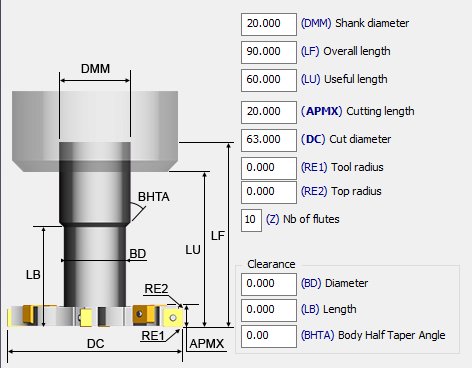 DMM
BHTA
LF
LU
LB
BD
RE2
RE1
APMX
DC
20.000 (DMM) Shank diameter
90.000 (LF) Overall length
60.000 (LU) Useful length
20.000 (APMX) Cutting length
63.000 (DC) Cut diameter
0.000 (RE1) Tool radius
0.000 (RE2) Top radius
10 (Z) Nb of flutes
Clearance
0.000 (BD) Diameter
0.000 (LB) Length
0.00 (BHTA) Body Half Taper Angle